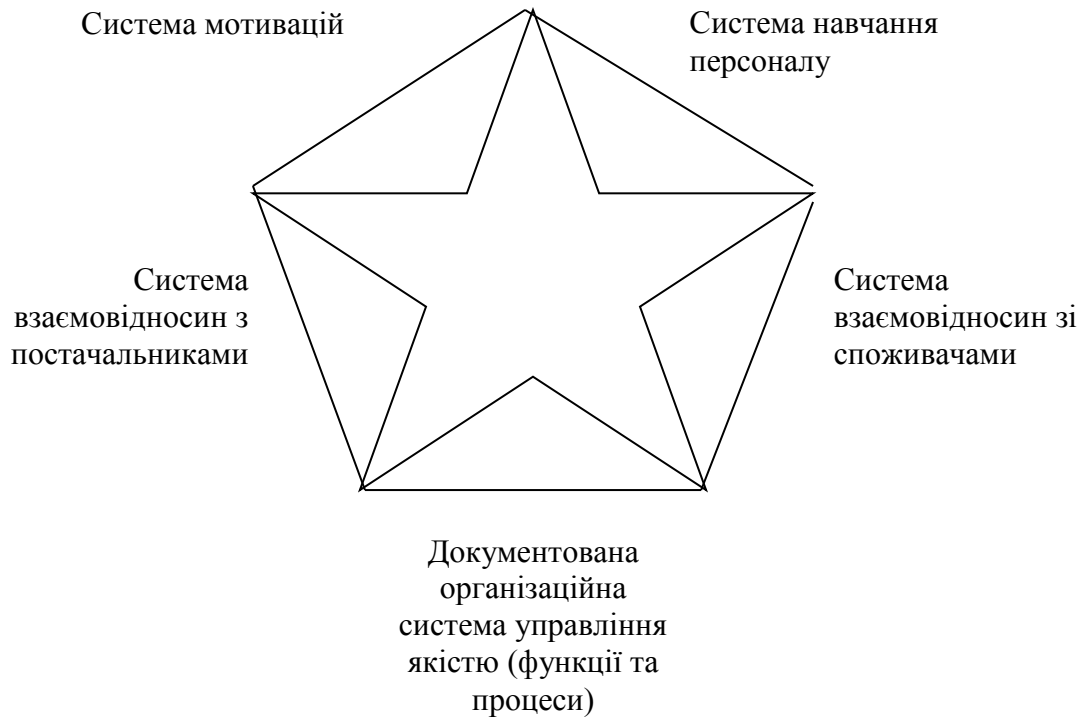 Система мотивацій
Система навчання
персоналу
Система
взаємовідносин з
постачальниками
Система
взаємовідносин зі
споживачами
Документована
організаційна
система управління
якістю (функції та
процеси)